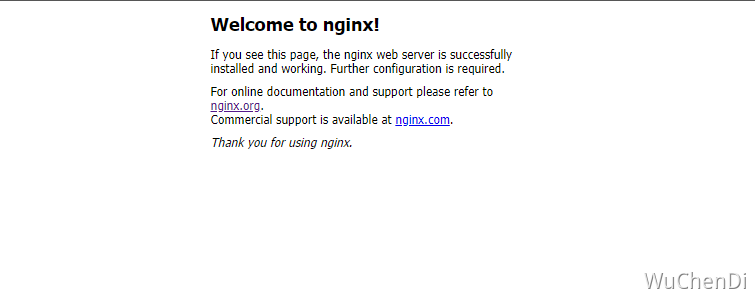 Welcome to nginx!
If you see this page, the nginx web server is successfully
installed and working. Further configuration is required.
For online documentation and support please refer to
nginx.org.
Commercial support is available at nginx.com.
Thank you for using nginx.
WuChenDi